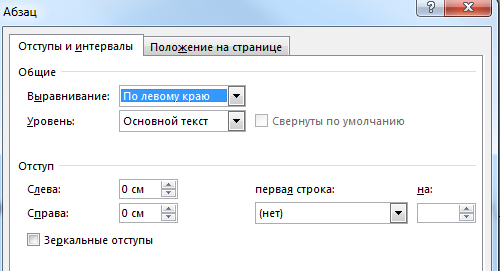 Абзац
Отступы и интервалы Положение на странице
Общие
Выравнивание: По левому краю
Уровень: Основной текст Свернуты по умолчанию
Отступ
Слева: 0 см первая строка: на:
Справа: 0 см (нет)
Зеркальные отступы